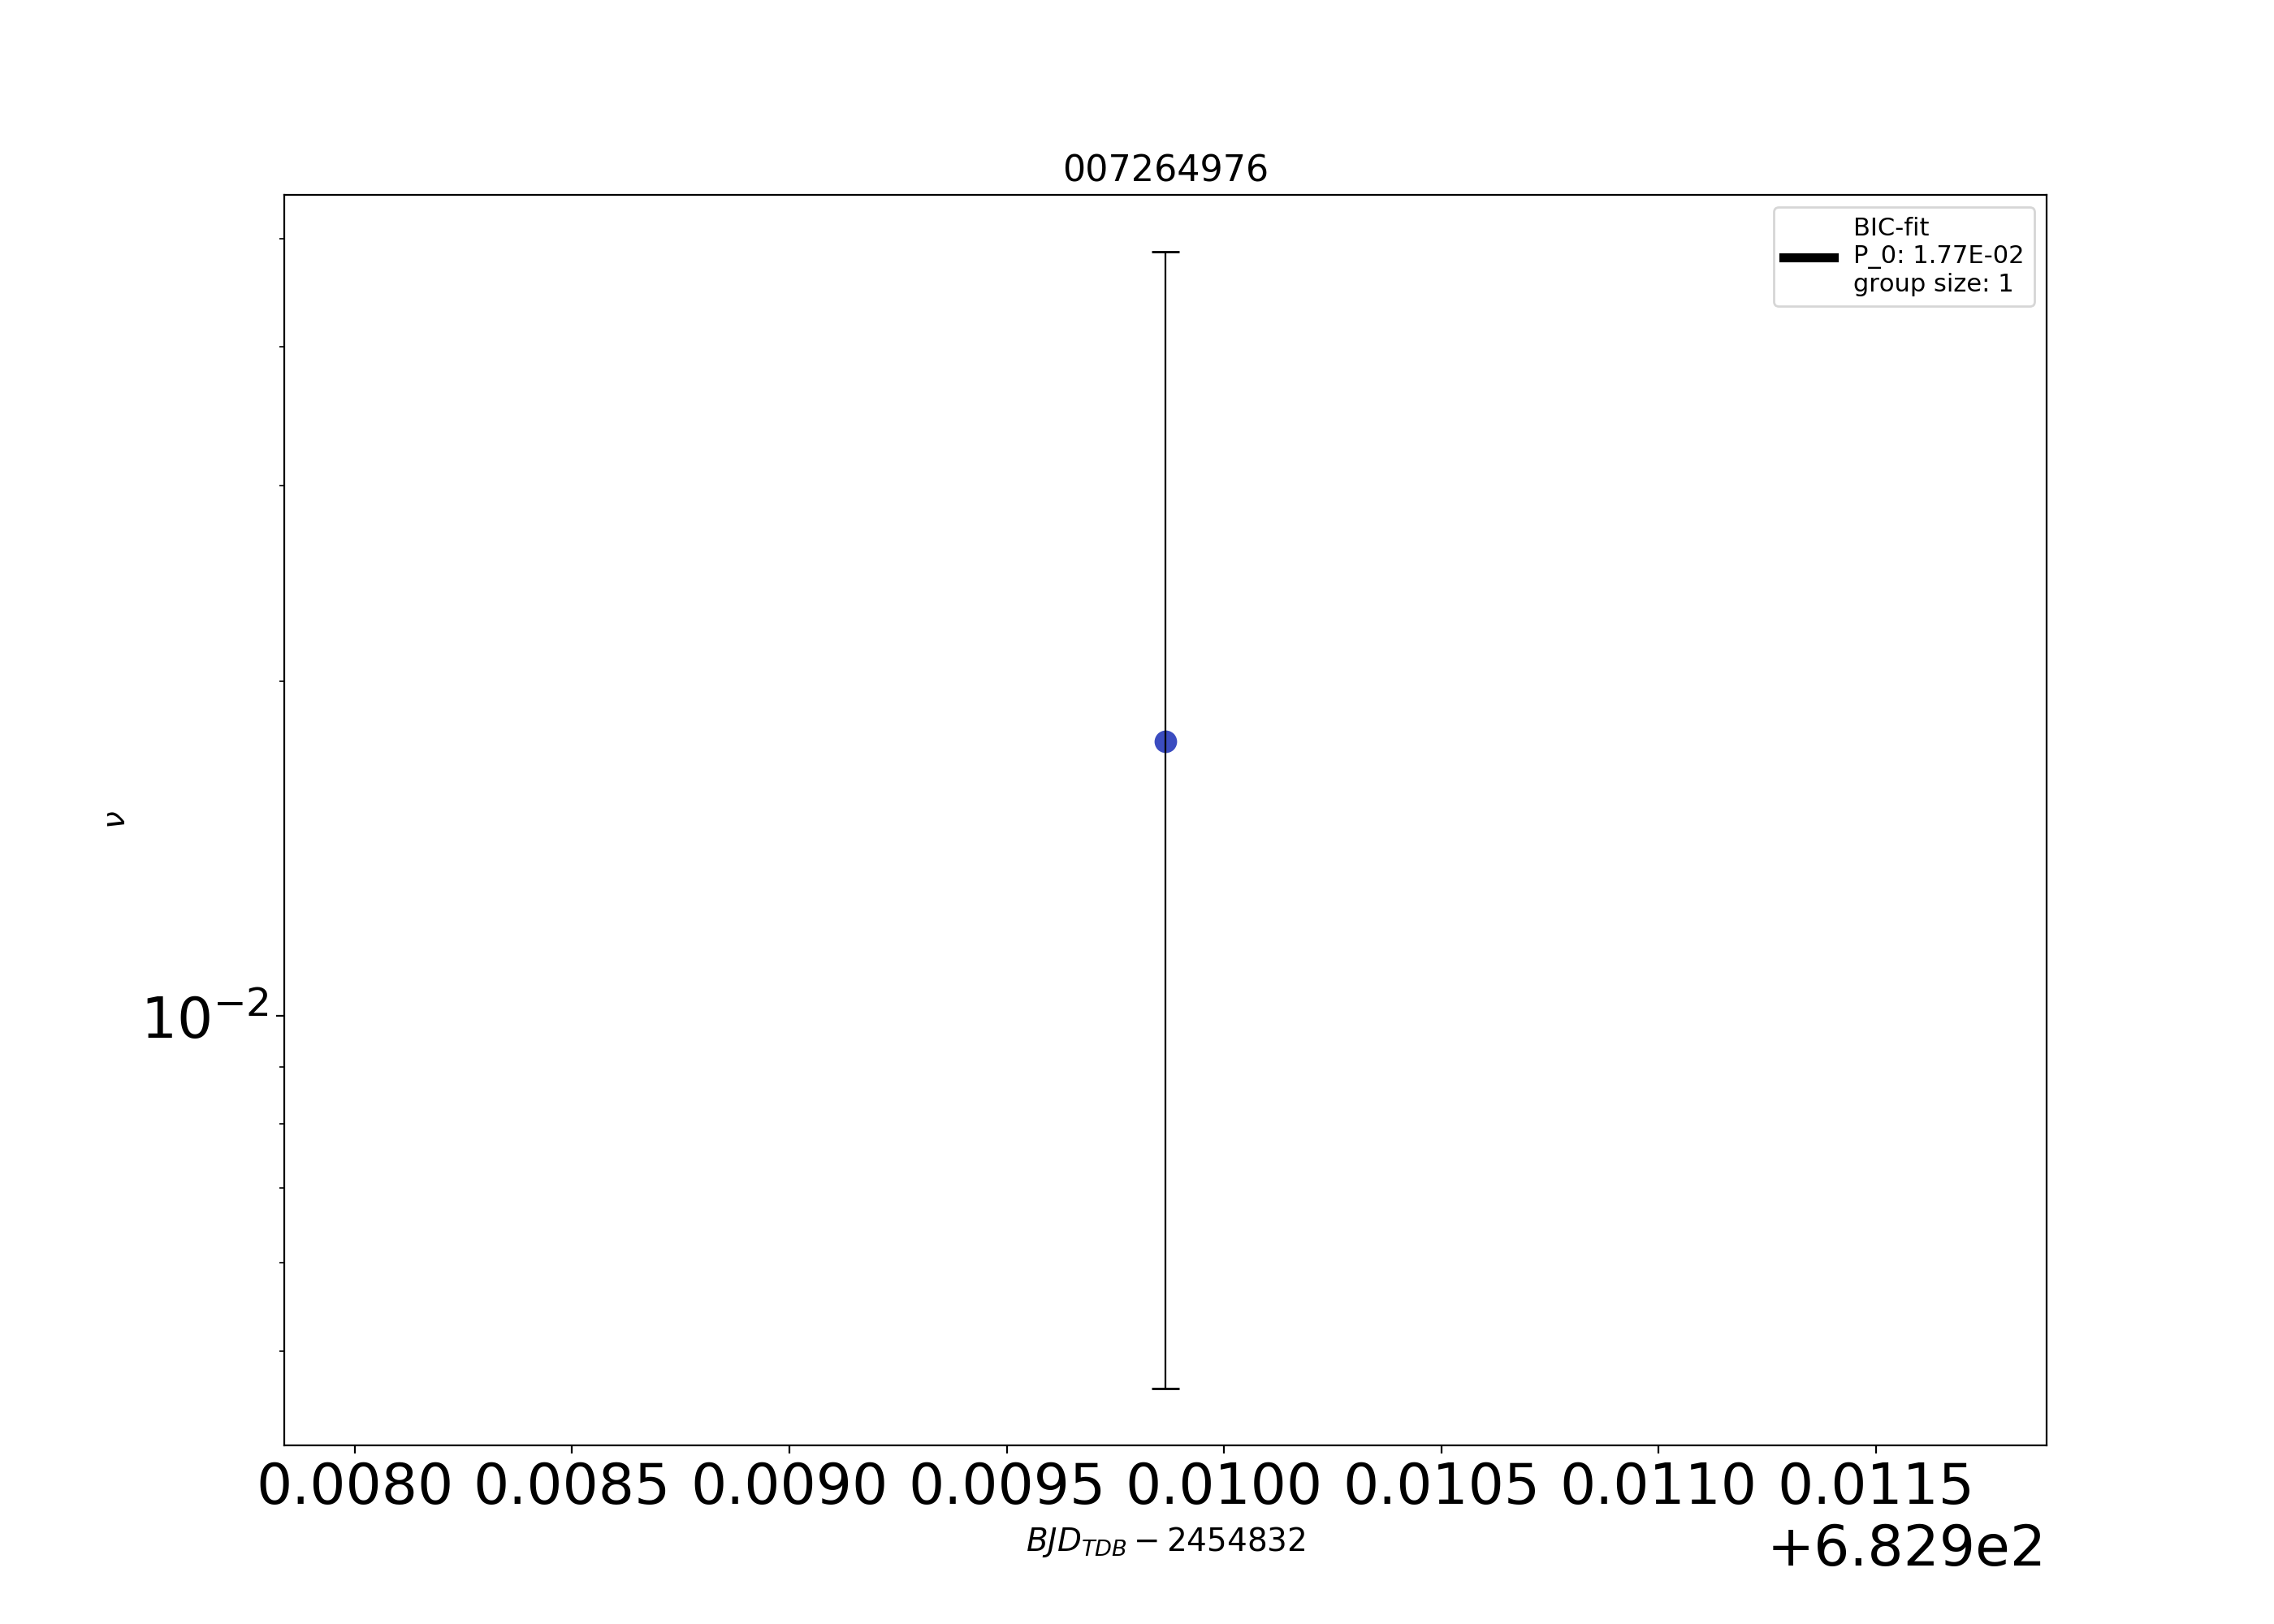 007264976
BIC-fit
P_0: 1.77E-02
group size: 1
ν
10⁻²
0.0080 0.0085 0.0090 0.0095 0.0100 0.0105 0.0110 0.0115
BJD_TDB − 2454832
+6.829e2